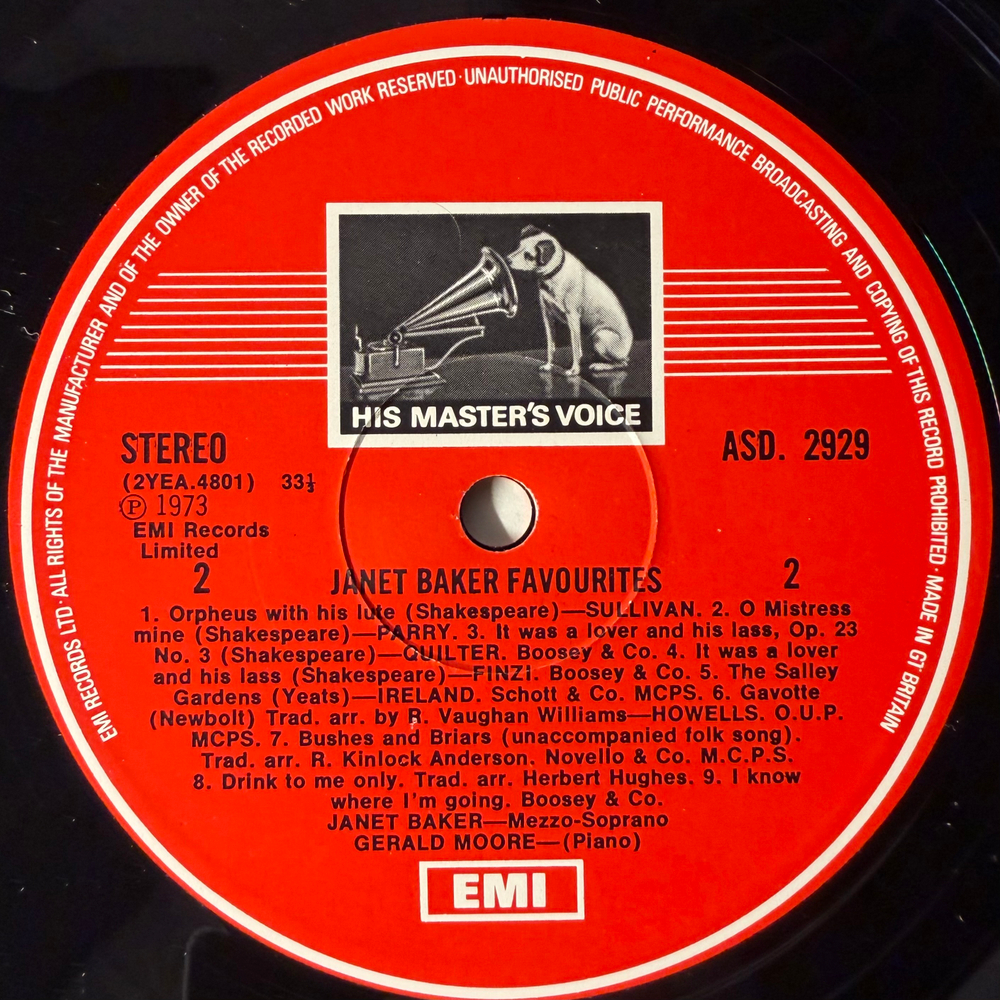 EMI RECORDS LTD · ALL RIGHTS OF THE MANUFACTURER AND OF THE OWNER OF THE RECORDED WORK RESERVED · UNAUTHORISED PUBLIC PERFORMANCE BROADCASTING AND COPYING OF THIS RECORD PROHIBITED · MADE IN GT BRITAIN
HIS MASTER'S VOICE
STEREO
ASD. 2929
(2YEA.4801) 33⅓
Ⓟ 1973
EMI Records
Limited
2 JANET BAKER FAVOURITES 2
1. Orpheus with his lute (Shakespeare)—SULLIVAN. 2. O Mistress
mine (Shakespeare)—PARRY. 3. It was a lover and his lass, Op. 23
No. 3 (Shakespeare)—QUILTER. Boosey & Co. 4. It was a lover
and his lass (Shakespeare)—FINZI. Boosey & Co. 5. The Salley
Gardens (Yeats)—IRELAND. Schott & Co. MCPS. 6. Gavotte
(Newbolt) Trad. arr. by R. Vaughan Williams—HOWELLS. O.U.P.
MCPS. 7. Bushes and Briars (unaccompanied folk song).
Trad. arr. R. Kinlock Anderson. Novello & Co. M.C.P.S.
8. Drink to me only. Trad. arr. Herbert Hughes. 9. I know
where I'm going. Boosey & Co.
JANET BAKER—Mezzo-Soprano
GERALD MOORE—(Piano)
EMI